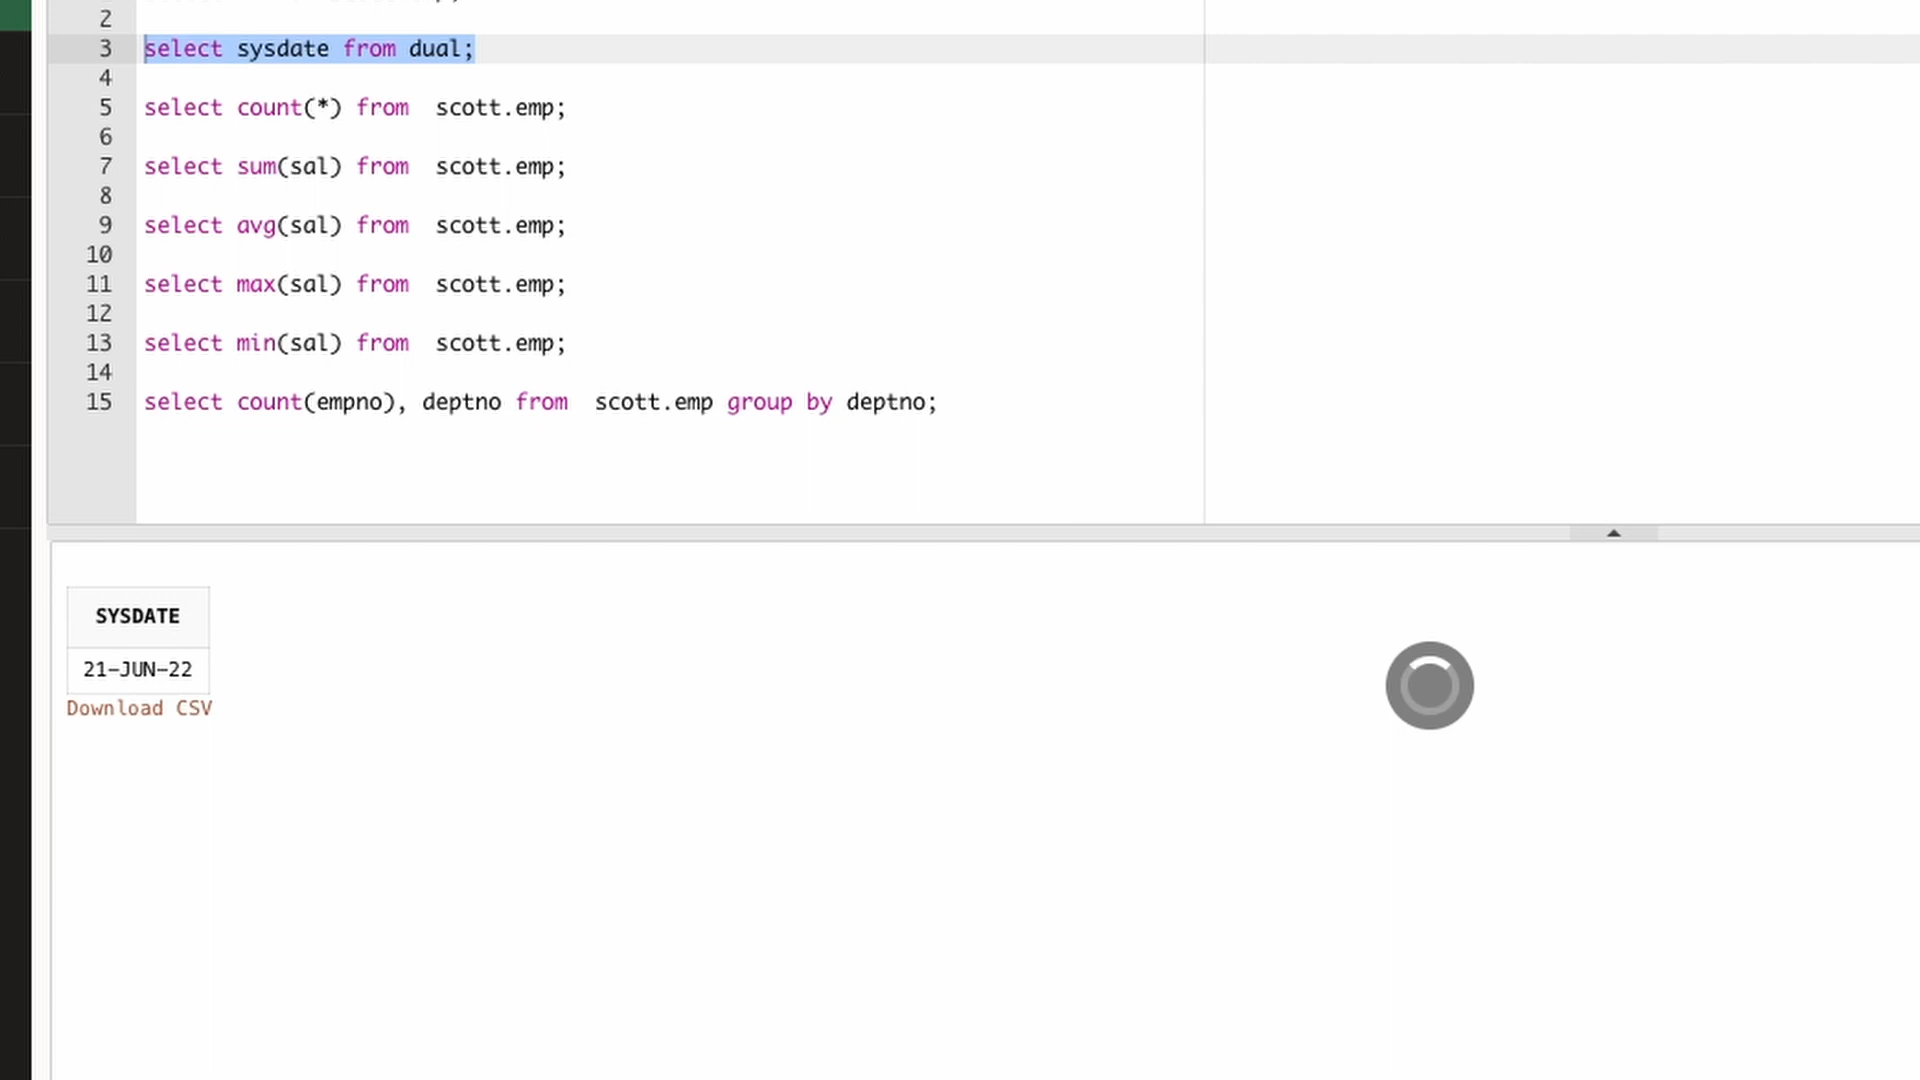 2
3 select sysdate from dual;
4
5 select count(*) from  scott.emp;
6
7 select sum(sal) from  scott.emp;
8
9 select avg(sal) from  scott.emp;
10
11 select max(sal) from  scott.emp;
12
13 select min(sal) from  scott.emp;
14
15 select count(empno), deptno from  scott.emp group by deptno;
SYSDATE
21-JUN-22
Download CSV